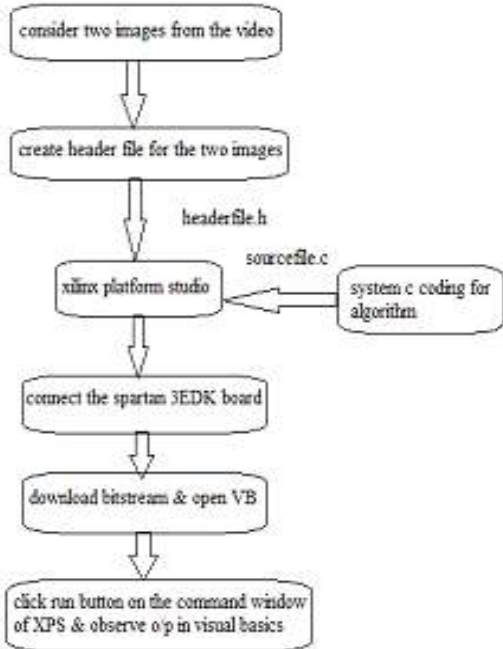 consider two images from the video
create header file for the two images
headerfile.h
sourcefile.c
xilinx platform studio
system c coding for
algorithm
connect the spartan 3EDK board
download bitstream & open VB
click run button on the command window
of XPS & observe o/p in visual basics